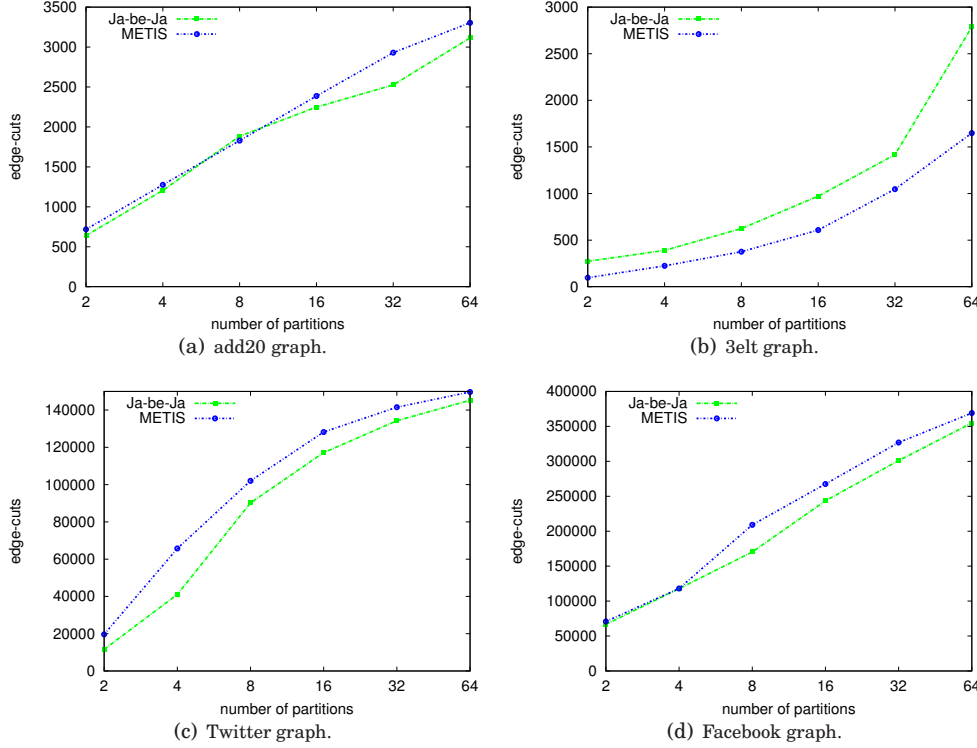 Ja-be-Ja
METIS
3500
3000
2500
2000
1500
1000
500
0
edge-cuts
2 4 8 16 32 64
number of partitions
(a) add20 graph.
Ja-be-Ja
METIS
3000
2500
2000
1500
1000
500
0
edge-cuts
2 4 8 16 32 64
number of partitions
(b) 3elt graph.
Ja-be-Ja
METIS
140000
120000
100000
80000
60000
40000
20000
0
edge-cuts
2 4 8 16 32 64
number of partitions
(c) Twitter graph.
Ja-be-Ja
METIS
400000
350000
300000
250000
200000
150000
100000
50000
0
edge-cuts
2 4 8 16 32 64
number of partitions
(d) Facebook graph.